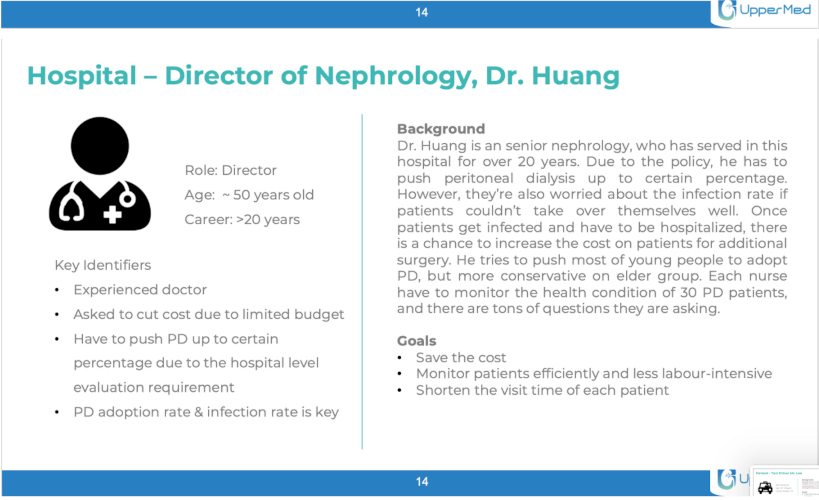 14
UpperMed
Hospital – Director of Nephrology, Dr. Huang
Role: Director
Age: ~ 50 years old
Career: >20 years
Key Identifiers
• Experienced doctor
• Asked to cut cost due to limited budget
• Have to push PD up to certain
percentage due to the hospital level
evaluation requirement
• PD adoption rate & infection rate is key
Background
Dr. Huang is an senior nephrology, who has served in this
hospital for over 20 years. Due to the policy, he has to
push peritoneal dialysis up to certain percentage.
However, they're also worried about the infection rate if
patients couldn't take over themselves well. Once
patients get infected and have to be hospitalized, there
is a chance to increase the cost on patients for additional
surgery. He tries to push most of young people to adopt
PD, but more conservative on elder group. Each nurse
have to monitor the health condition of 30 PD patients,
and there are tons of questions they are asking.
Goals
• Save the cost
• Monitor patients efficiently and less labour-intensive
• Shorten the visit time of each patient
14